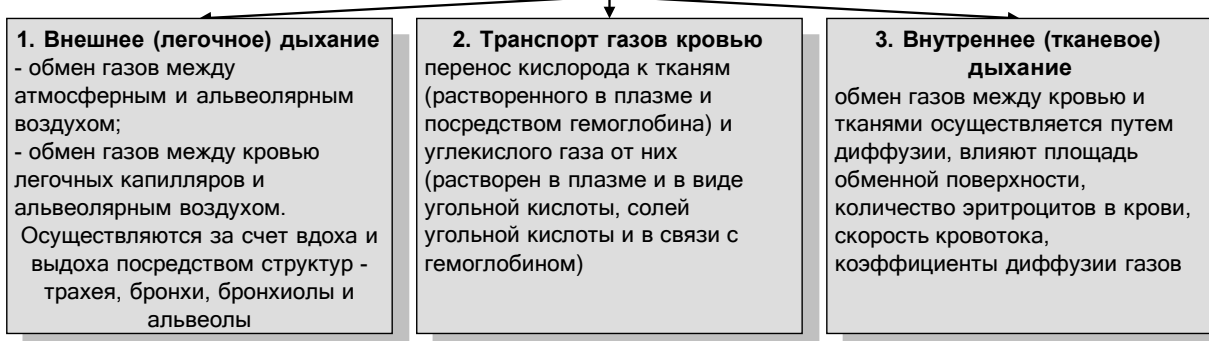 1. Внешнее (легочное) дыхание
- обмен газов между
атмосферным и альвеолярным
воздухом;
- обмен газов между кровью
легочных капилляров и
альвеолярным воздухом.
Осуществляются за счет вдоха и
выдоха посредством структур -
трахея, бронхи, бронхиолы и
альвеолы
2. Транспорт газов кровью
перенос кислорода к тканям
(растворенного в плазме и
посредством гемоглобина) и
углекислого газа от них
(растворен в плазме и в виде
угольной кислоты, солей
угольной кислоты и в связи с
гемоглобином)
3. Внутреннее (тканевое)
дыхание
обмен газов между кровью и
тканями осуществляется путем
диффузии, влияют площадь
обменной поверхности,
количество эритроцитов в крови,
скорость кровотока,
коэффициенты диффузии газов